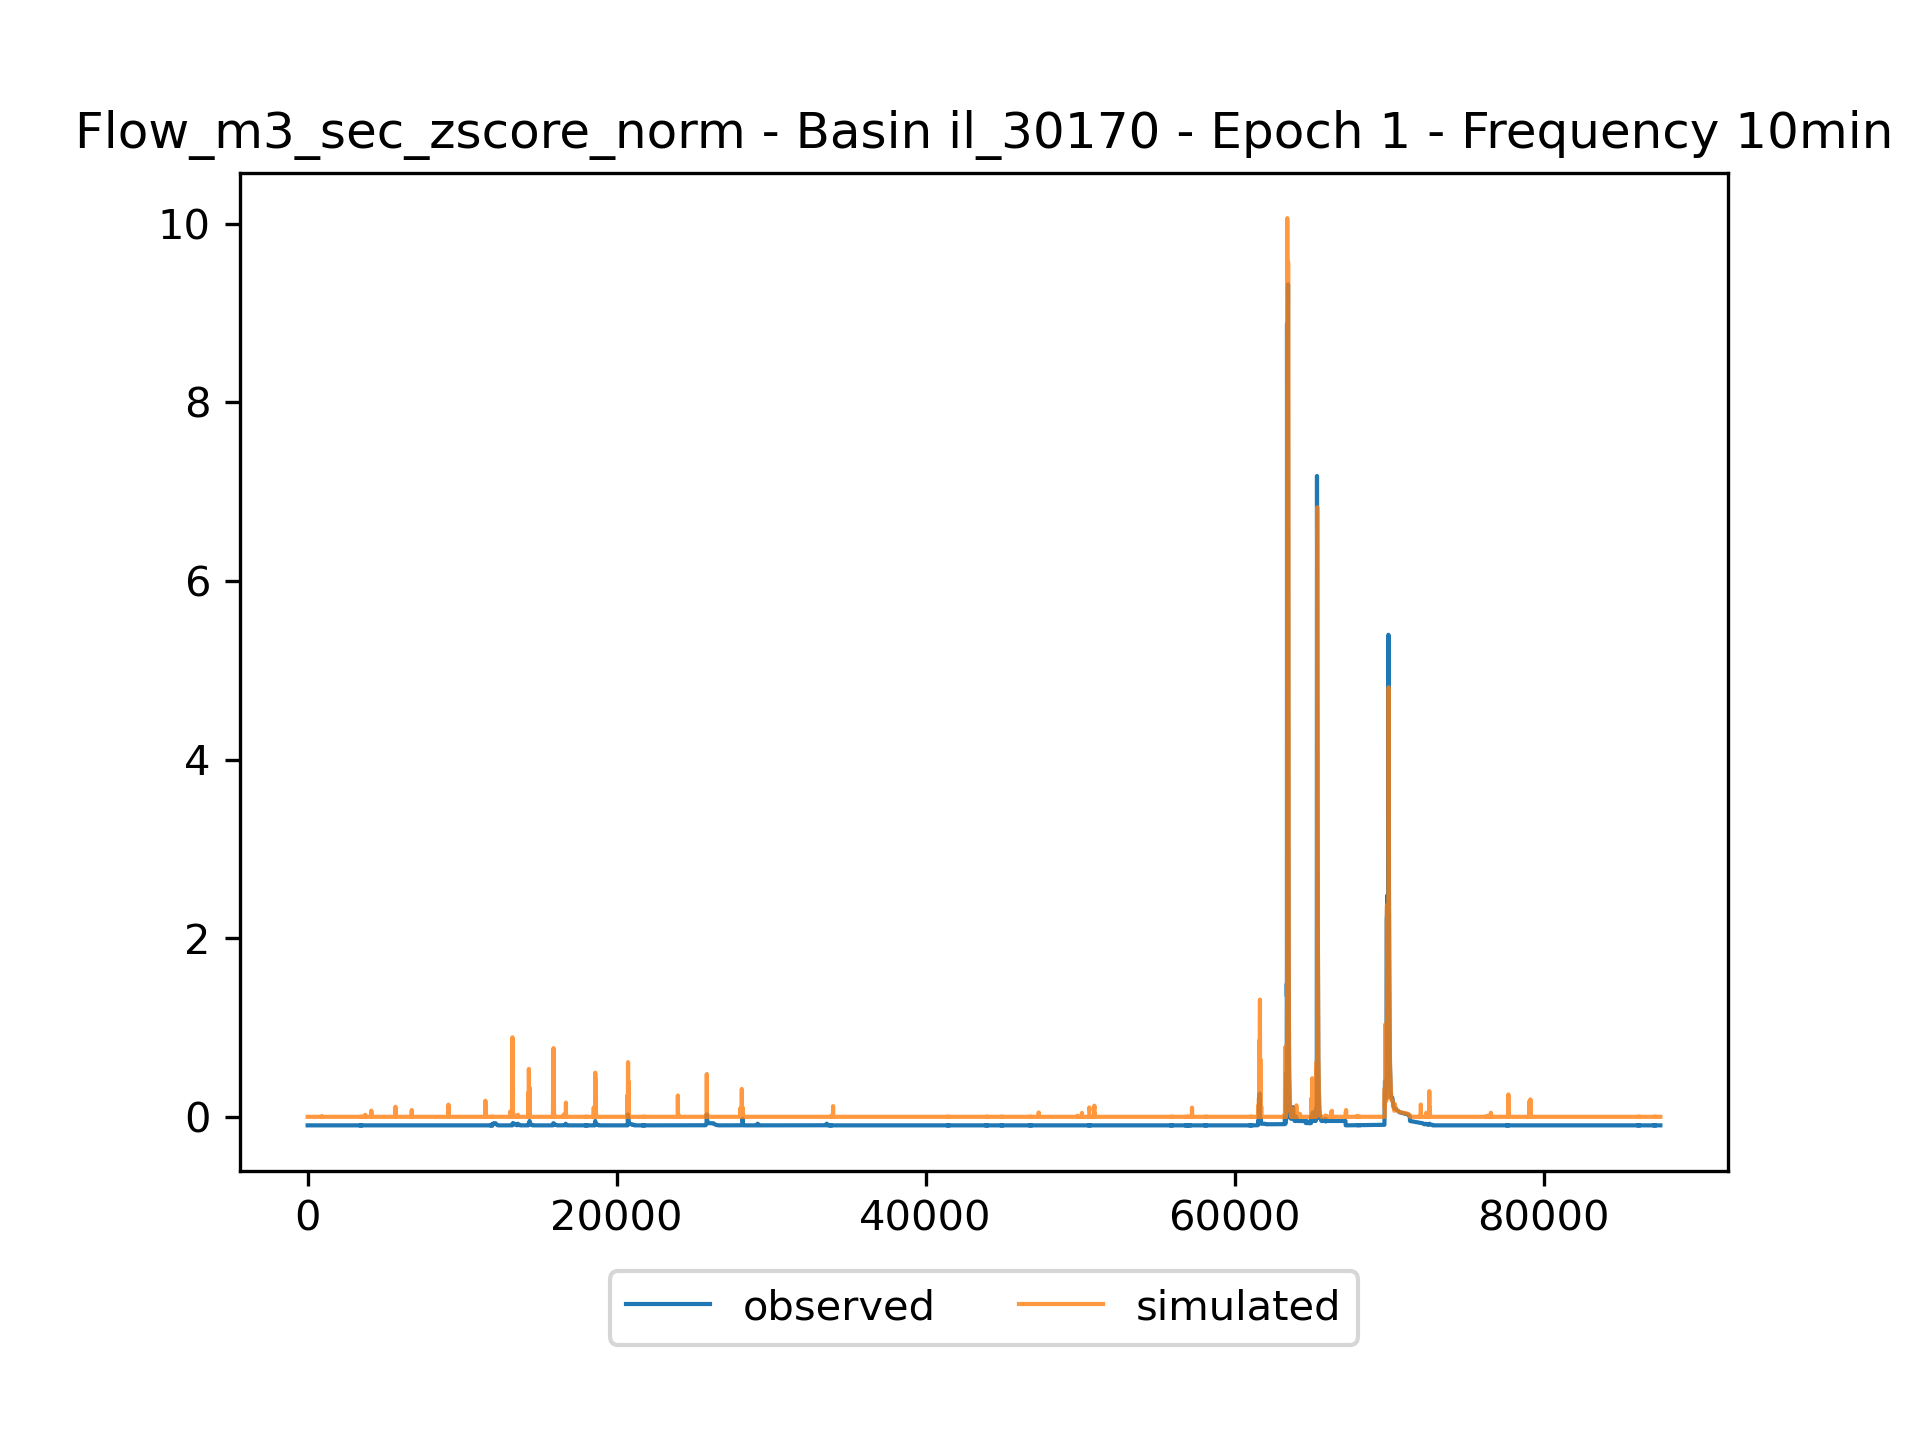 Flow_m3_sec_zscore_norm - Basin il_30170 - Epoch 1 - Frequency 10min
10
8
6
4
2
0
0 20000 40000 60000 80000
observed simulated